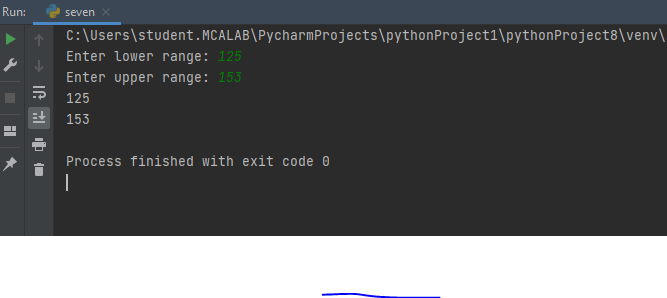 Run: seven
C:\Users\student.MCALAB\PycharmProjects\pythonProject1\pythonProject8\venv\
Enter lower range: 125
Enter upper range: 153
125
153
Process finished with exit code 0